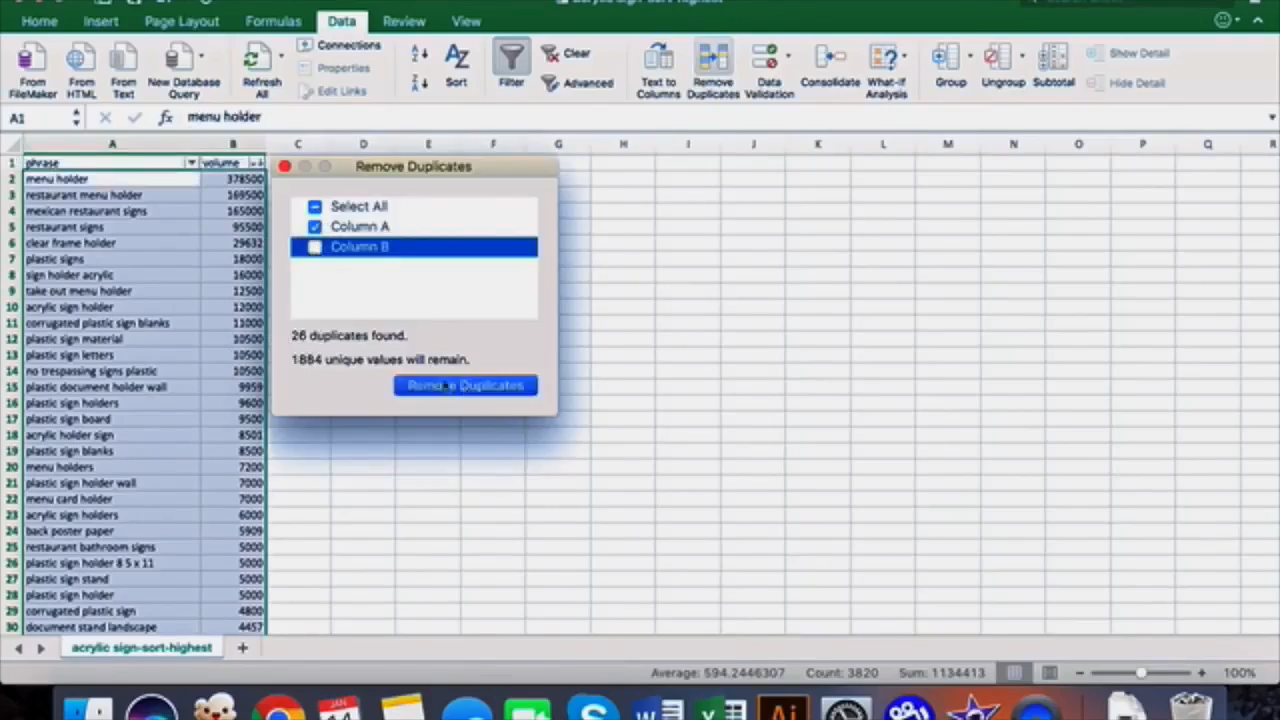 Home Insert Page Layout Formulas Data Review View
From FileMaker
From HTML
From Text
New Database Query
Refresh All
Connections
Properties
Edit Links
Sort
Filter
Clear
Advanced
Text to Columns
Remove Duplicates
Data Validation
Consolidate
What-If Analysis
Group
Ungroup
Subtotal
Show Detail
Hide Detail
A1 fx menu holder
A B C D E F G H I J K L M N O P Q R
1 phrase volume
2 menu holder 378500
3 restaurant menu holder 169500
4 mexican restaurant signs 165000
5 restaurant signs 95500
6 clear frame holder 29632
7 plastic signs 18000
8 sign holder acrylic 16000
9 take out menu holder 12500
10 acrylic sign holder 12000
11 corrugated plastic sign blanks 11000
12 plastic sign material 10500
13 plastic sign letters 10500
14 no trespassing signs plastic 10500
15 plastic document holder wall 9959
16 plastic sign holders 9600
17 plastic sign board 9500
18 acrylic holder sign 8501
19 plastic sign blanks 8500
20 menu holders 7200
21 plastic sign holder wall 7000
22 menu card holder 7000
23 acrylic sign holders 6000
24 back poster paper 5909
25 restaurant bathroom signs 5000
26 plastic sign holder 8 5 x 11 5000
27 plastic sign stand 5000
28 plastic sign holder 5000
29 corrugated plastic sign 4800
30 document stand landscape 4457
Remove Duplicates
Select All
Column A
Column B
26 duplicates found.
1884 unique values will remain.
Remove Duplicates
acrylic sign-sort-highest +
Average: 594.2446307 Count: 3820 Sum: 1134413 100%
JAN